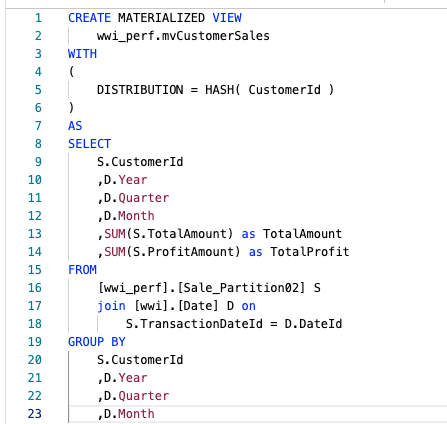 1 CREATE MATERIALIZED VIEW
2 wwi_perf.mvCustomerSales
3 WITH
4 (
5 DISTRIBUTION = HASH( CustomerId )
6 )
7 AS
8 SELECT
9 S.CustomerId
10 ,D.Year
11 ,D.Quarter
12 ,D.Month
13 ,SUM(S.TotalAmount) as TotalAmount
14 ,SUM(S.ProfitAmount) as TotalProfit
15 FROM
16 [wwi_perf].[Sale_Partition02] S
17 join [wwi].[Date] D on
18 S.TransactionDateId = D.DateId
19 GROUP BY
20 S.CustomerId
21 ,D.Year
22 ,D.Quarter
23 ,D.Month